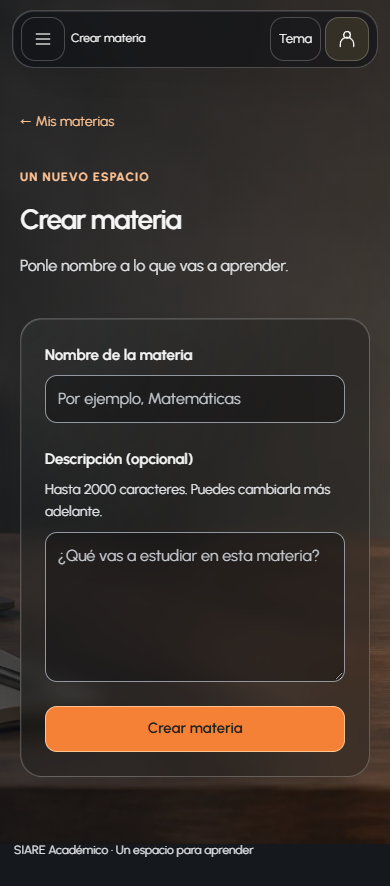 Crear materia
Tema
← Mis materias
UN NUEVO ESPACIO
Crear materia
Ponle nombre a lo que vas a aprender.
Nombre de la materia
Por ejemplo, Matemáticas
Descripción (opcional)
Hasta 2000 caracteres. Puedes cambiarla más
adelante.
¿Qué vas a estudiar en esta materia?
Crear materia
SIARE Académico · Un espacio para aprender